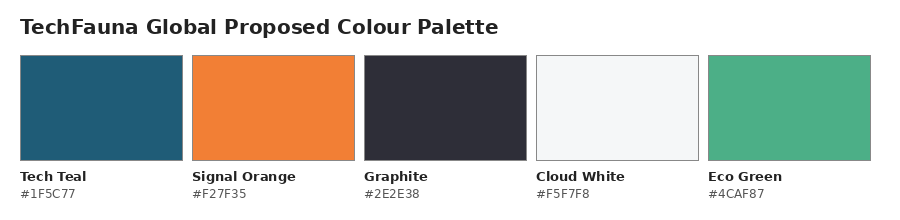 TechFauna Global Proposed Colour Palette
Tech Teal
#1F5C77
Signal Orange
#F27F35
Graphite
#2E2E38
Cloud White
#F5F7F8
Eco Green
#4CAF87